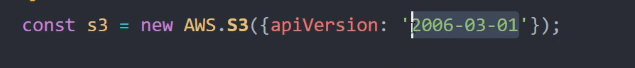 const s3 = new AWS.S3({apiVersion: '2006-03-01'});